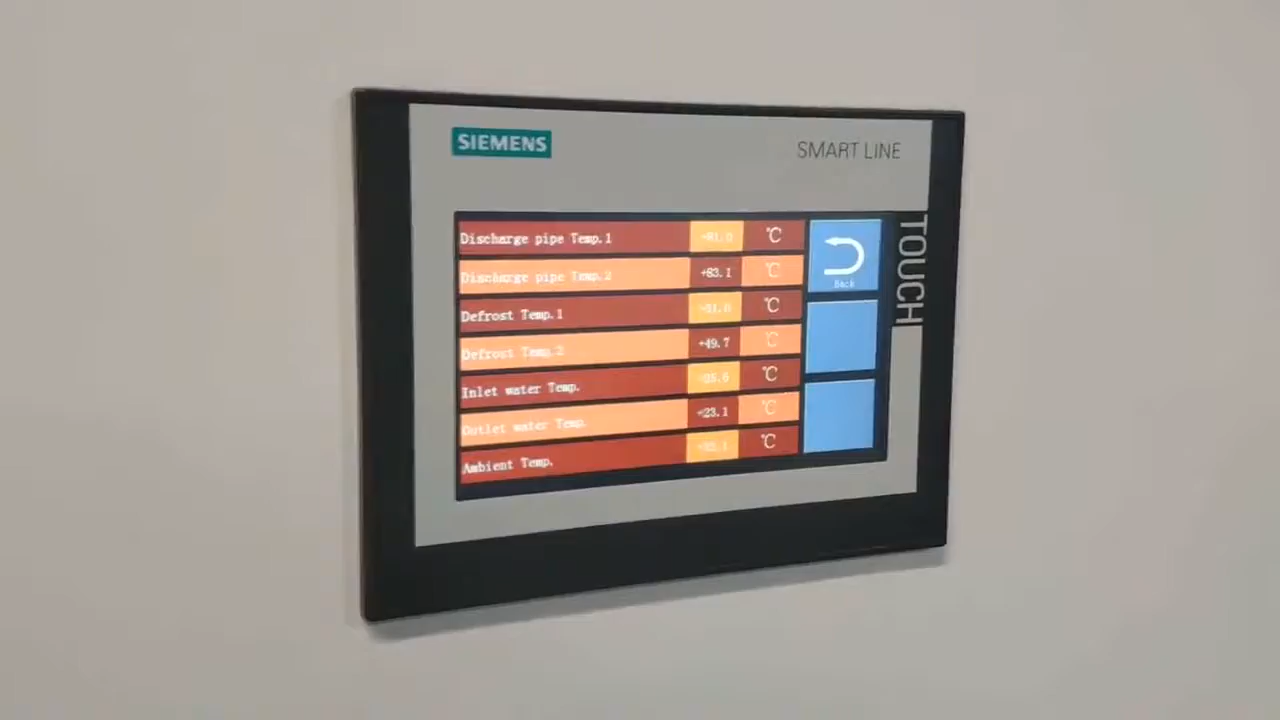 SIEMENS
SMART LINE
TOUCH
Discharge pipe Temp.1 ℃
Discharge pipe Temp.2 +83.1 ℃
Defrost Temp.1 ℃
Defrost Temp.2 +49.7 ℃
Inlet water Temp. ℃
Outlet water Temp. +23.1 ℃
Ambient Temp. ℃
Back